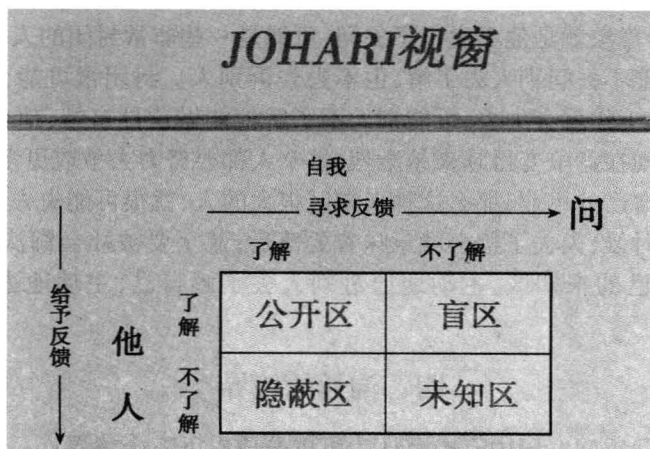 JOHARI视窗
自我
寻求反馈
问
了解
不了解
给予反馈
他人
了解
不了解
公开区
盲区
隐蔽区
未知区